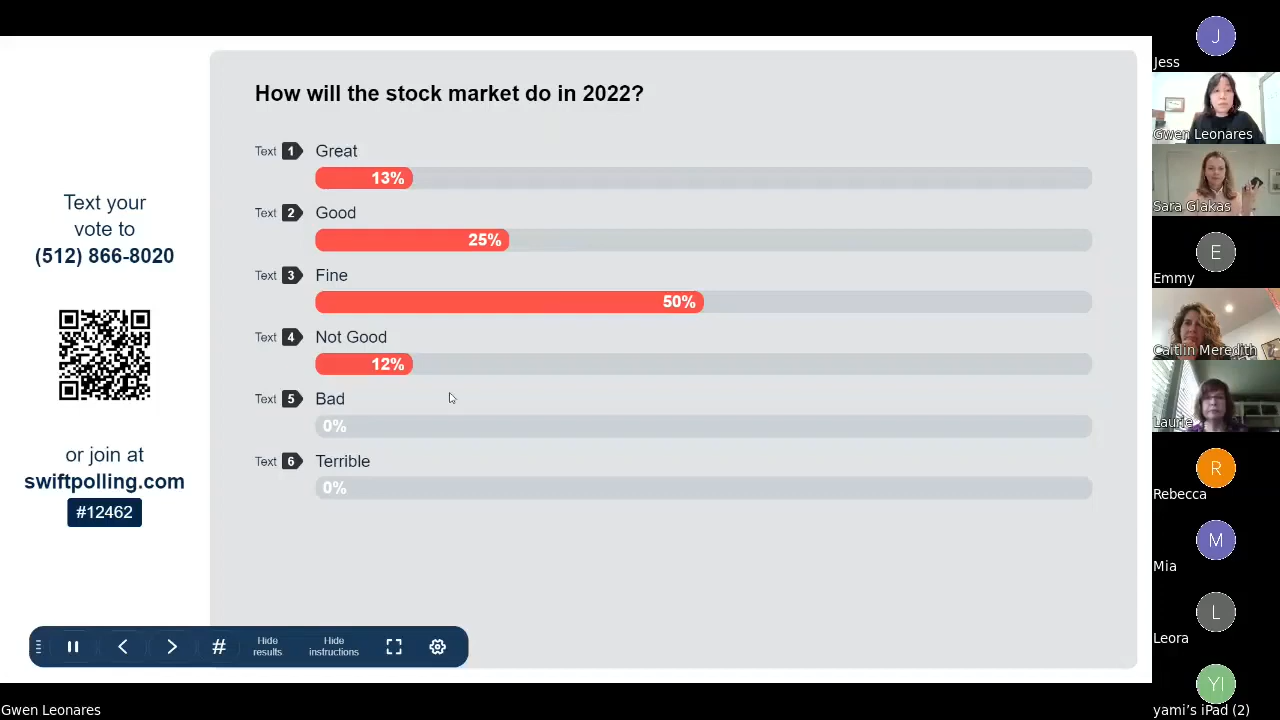 How will the stock market do in 2022?
Text 1 Great
13%
Text 2 Good
25%
Text 3 Fine
50%
Text 4 Not Good
12%
Text 5 Bad
0%
Text 6 Terrible
0%
Text your
vote to
(512) 866-8020
or join at
swiftpolling.com
#12462
# Hide results Hide instructions
Gwen Leonares
J
Jess
Gwen Leonares
Sara Glakas
E
Emmy
Caitlin Meredith
Laurie
R
Rebecca
M
Mia
L
Leora
YI
yami's iPad (2)